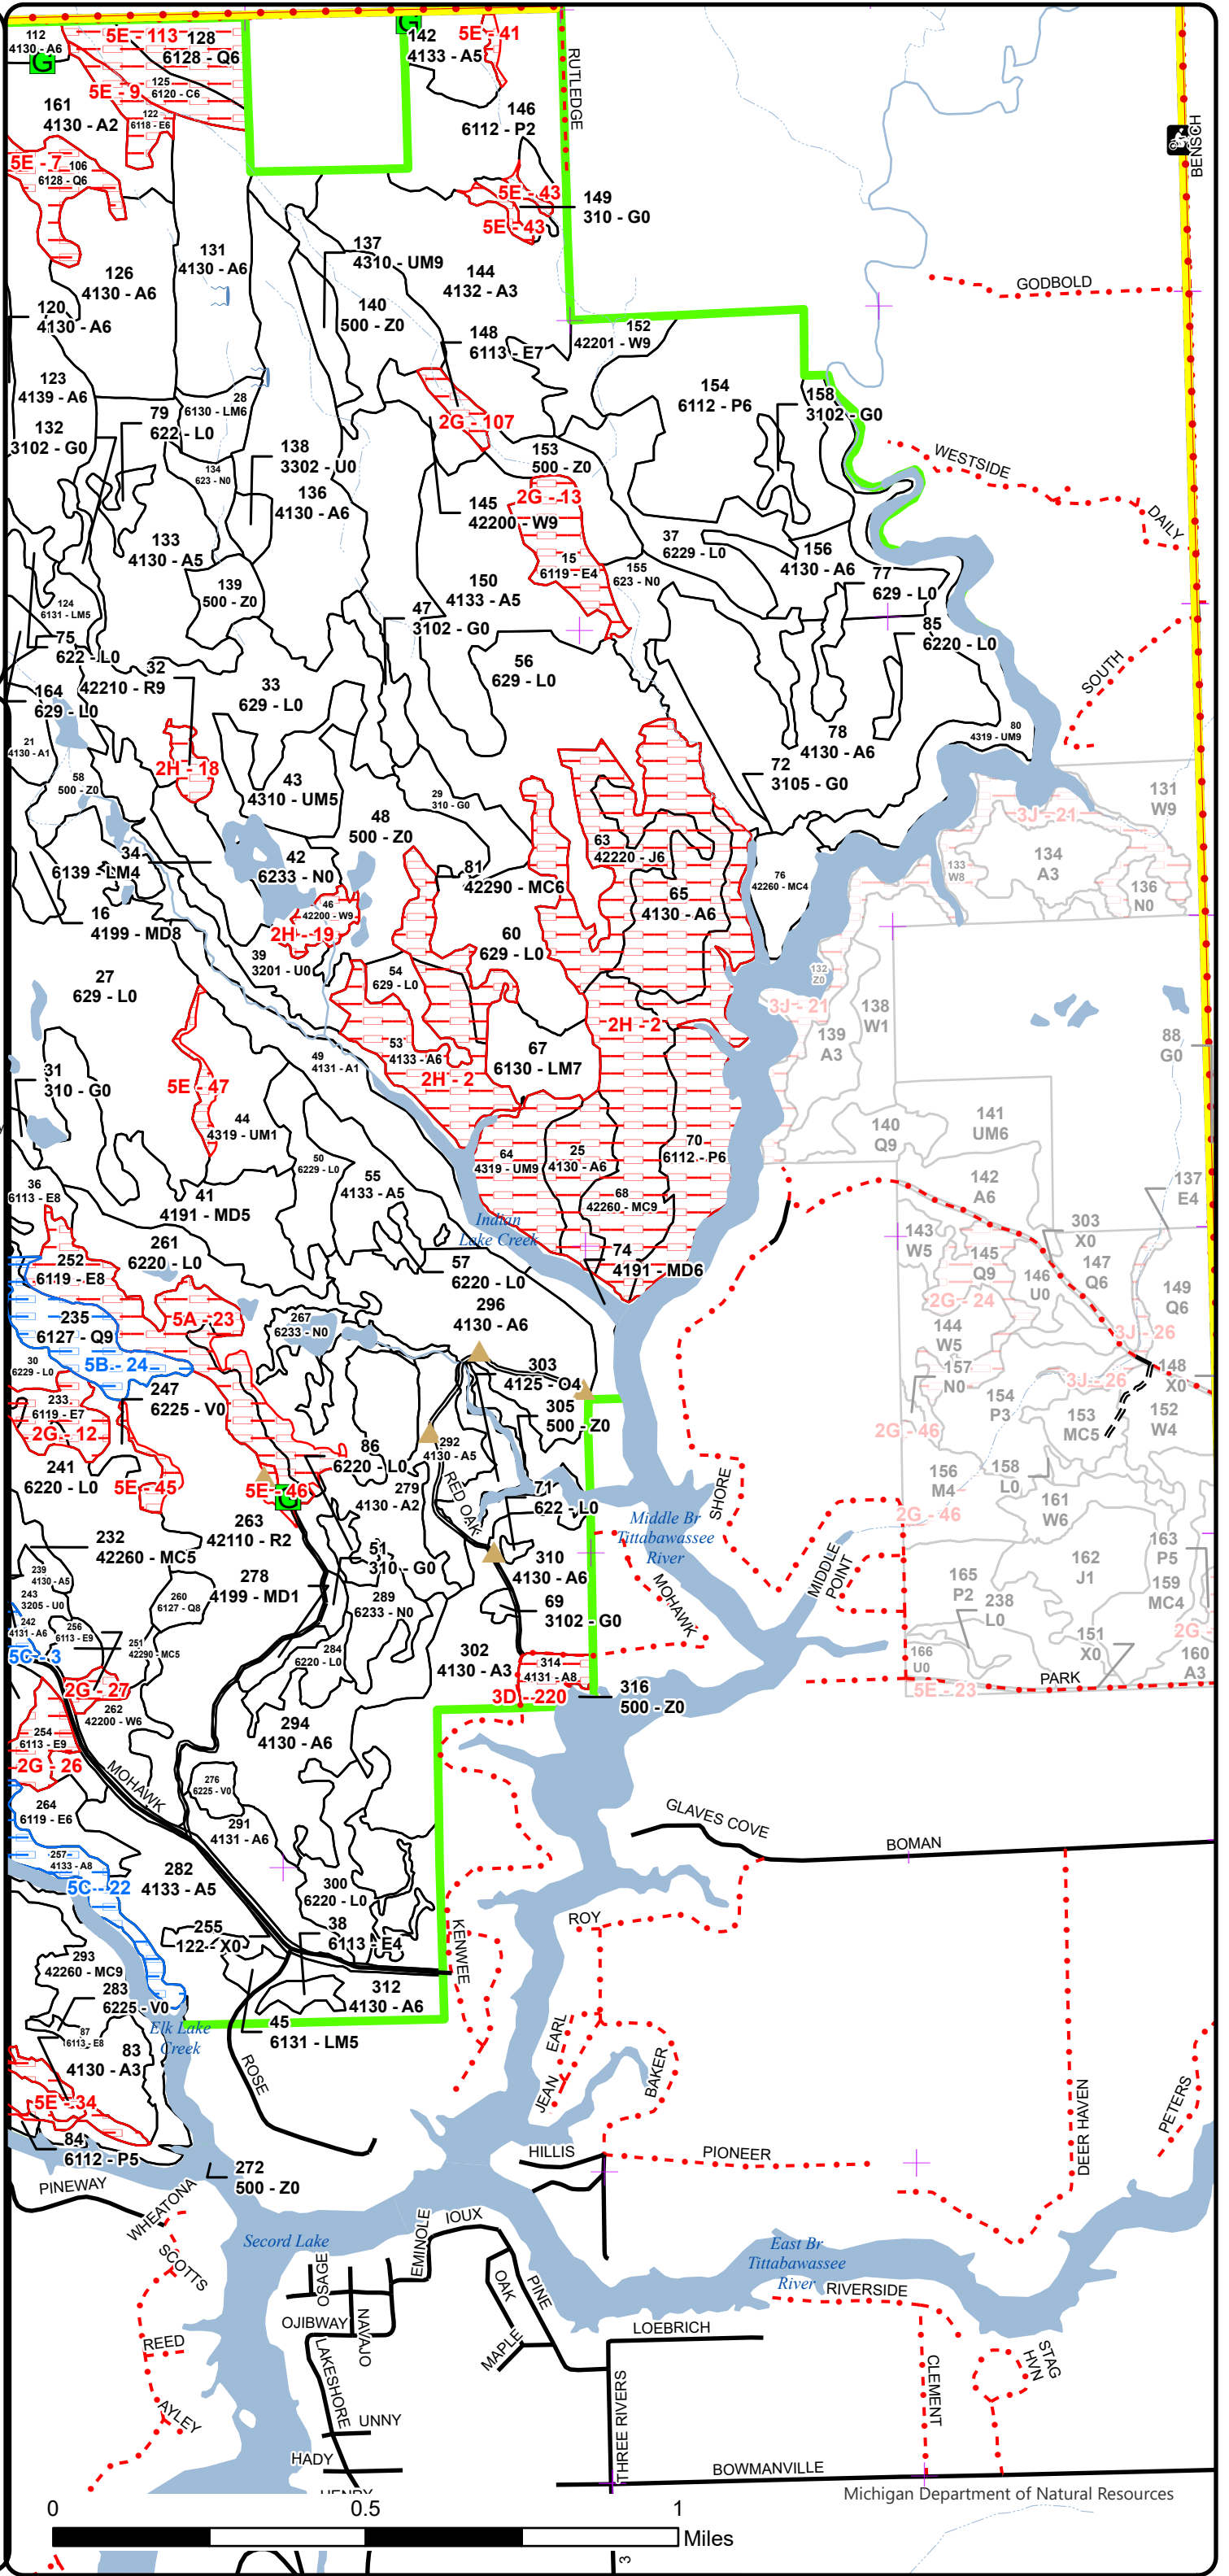 112
4130 - A6
G
5E - 113
128
6128 - Q6
125
6120 - C6
5E - 9
161
4130 - A2
122
6118 - E6
5E - 7
106
6128 - Q6
G
142
4133 - A5
5E - 41
RUTLEDGE
146
6112 - P2
5E - 43
5E - 43
149
310 - G0
BENSCH
GODBOLD
131
4130 - A6
126
4130 - A6
137
4310 - UM9
144
4132 - A3
140
500 - Z0
120
4130 - A6
148
6113 - E7
152
42201 - W9
123
4139 - A6
28
6130 - LM6
154
6112 - P6
158
3102 - G0
79
622 - L0
132
3102 - G0
2G - 107
138
3302 - U0
153
500 - Z0
WESTSIDE
DAILY
134
623 - N0
136
4130 - A6
2G - 13
145
42200 - W9
133
4130 - A5
37
6229 - L0
156
4130 - A6
15
6119 - E4
155
623 - N0
139
500 - Z0
150
4133 - A5
77
629 - L0
124
6131 - LM5
47
3102 - G0
85
6220 - L0
75
622 - L0
32
42210 - R9
56
629 - L0
SOUTH
164
629 - L0
33
629 - L0
21
4130 - A1
78
4130 - A6
80
4319 - UM9
2H - 18
58
500 - Z0
43
4310 - UM5
72
3105 - G0
29
310 - G0
131
W9
3J - 21
48
500 - Z0
63
42220 - J6
34
6139 - LM4
42
6233 - N0
81
42290 - MC6
76
42260 - MC4
133
W8
134
A3
136
N0
65
4130 - A6
46
42200 - W9
16
4199 - MD8
2H - 19
60
629 - L0
39
3201 - U0
27
629 - L0
54
629 - L0
132
Z0
3J - 21
138
W1
139
A3
2H - 2
53
4133 - A6
67
6130 - LM7
88
G0
49
4131 - A1
31
310 - G0
2H - 2
5E - 47
44
4319 - UM1
140
Q9
141
UM6
50
6229 - L0
64
4319 - UM9
25
4130 - A6
70
6112 - P6
36
6113 - E8
55
4133 - A5
68
42260 - MC9
142
A6
137
E4
41
4191 - MD5
Indian
Lake Creek
143
W5
303
X0
261
6220 - L0
252
6119 - E8
57
6220 - L0
74
4191 - MD6
145
Q9
146
U0
147
Q6
149
Q6
2G - 24
235
6127 - Q9
5A - 23
267
6233 - N0
296
4130 - A6
144
W5
3J - 26
30
6229 - L0
5B - 24
303
4125 - O4
157
N0
3J - 26
148
X0
247
6225 - V0
154
P3
233
6119 - E7
305
500 - Z0
153
MC5
152
W4
2G - 12
86
6220 - L0
292
4130 - A5
2G - 46
241
6220 - L0
5E - 45
5E - 46
279
4130 - A2
RED OAK
71
622 - L0
SHORE
156
M4
158
L0
2G - 46
161
W6
263
42110 - R2
Middle Br
Tittabawassee
River
232
42260 - MC5
51
310 - G0
310
4130 - A6
MIDDLE
POINT
163
P5
162
J1
239
4130 - A5
278
4199 - MD1
165
P2
159
MC4
243
3205 - U0
260
6127 - Q8
289
6233 - N0
69
3102 - G0
MOHAWK
238
L0
242
4131 - A6
256
6113 - E9
251
42290 - MC5
284
6220 - L0
302
4130 - A3
151
X0
2G -
5C - 3
314
4131 - A8
166
U0
160
A3
2G - 27
3D - 220
316
500 - Z0
5E - 23
PARK
262
42200 - W6
254
6113 - E9
294
4130 - A6
2G - 26
MOHAWK
276
6225 - V0
264
6119 - E6
291
4131 - A6
GLAVES COVE
BOMAN
257
4133 - A8
282
4133 - A5
5C - 22
300
6220 - L0
255
122 - X0
38
6113 - E4
KENWEE
ROY
293
42260 - MC9
283
6225 - V0
312
4130 - A6
Elk Lake
Creek
45
6131 - LM5
EARL
87
6113 - E8
83
4130 - A3
ROSE
JEAN
BAKER
5E - 34
DEER HAVEN
PETERS
84
6112 - P5
HILLIS
PIONEER
272
500 - Z0
PINEWAY
WHEATONA
IOUX
Secord Lake
EMINOLE
East Br
Tittabawassee
River
SCOTTS
OSAGE
OAK
PINE
RIVERSIDE
OJIBWAY
NAVAJO
LOEBRICH
REED
LAKESHORE
MAPLE
STAG
HVN
CLEMENT
AYLEY
UNNY
THREE RIVERS
HADY
BOWMANVILLE
HENRY
Michigan Department of Natural Resources
0
0.5
1
Miles
3